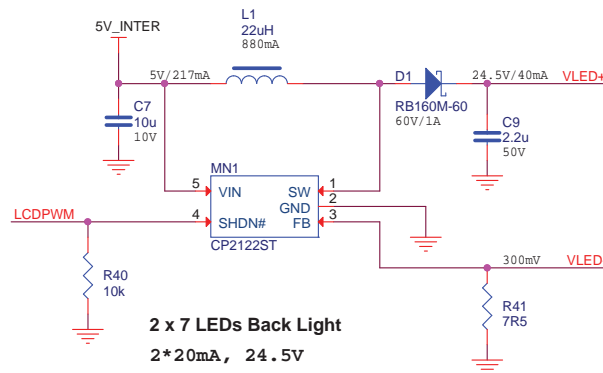 5V_INTER
L1
22uH
880mA
5V/217mA
D1
24.5V/40mA
VLED+
RB160M-60
60V/1A
C7
10u
10V
C9
2.2u
50V
MN1
5
VIN
SW
1
GND
2
LCDPWM
4
SHDN#
FB
3
CP2122ST
R40
10k
300mV
VLED-
R41
7R5
2 x 7 LEDs Back Light
2*20mA, 24.5V